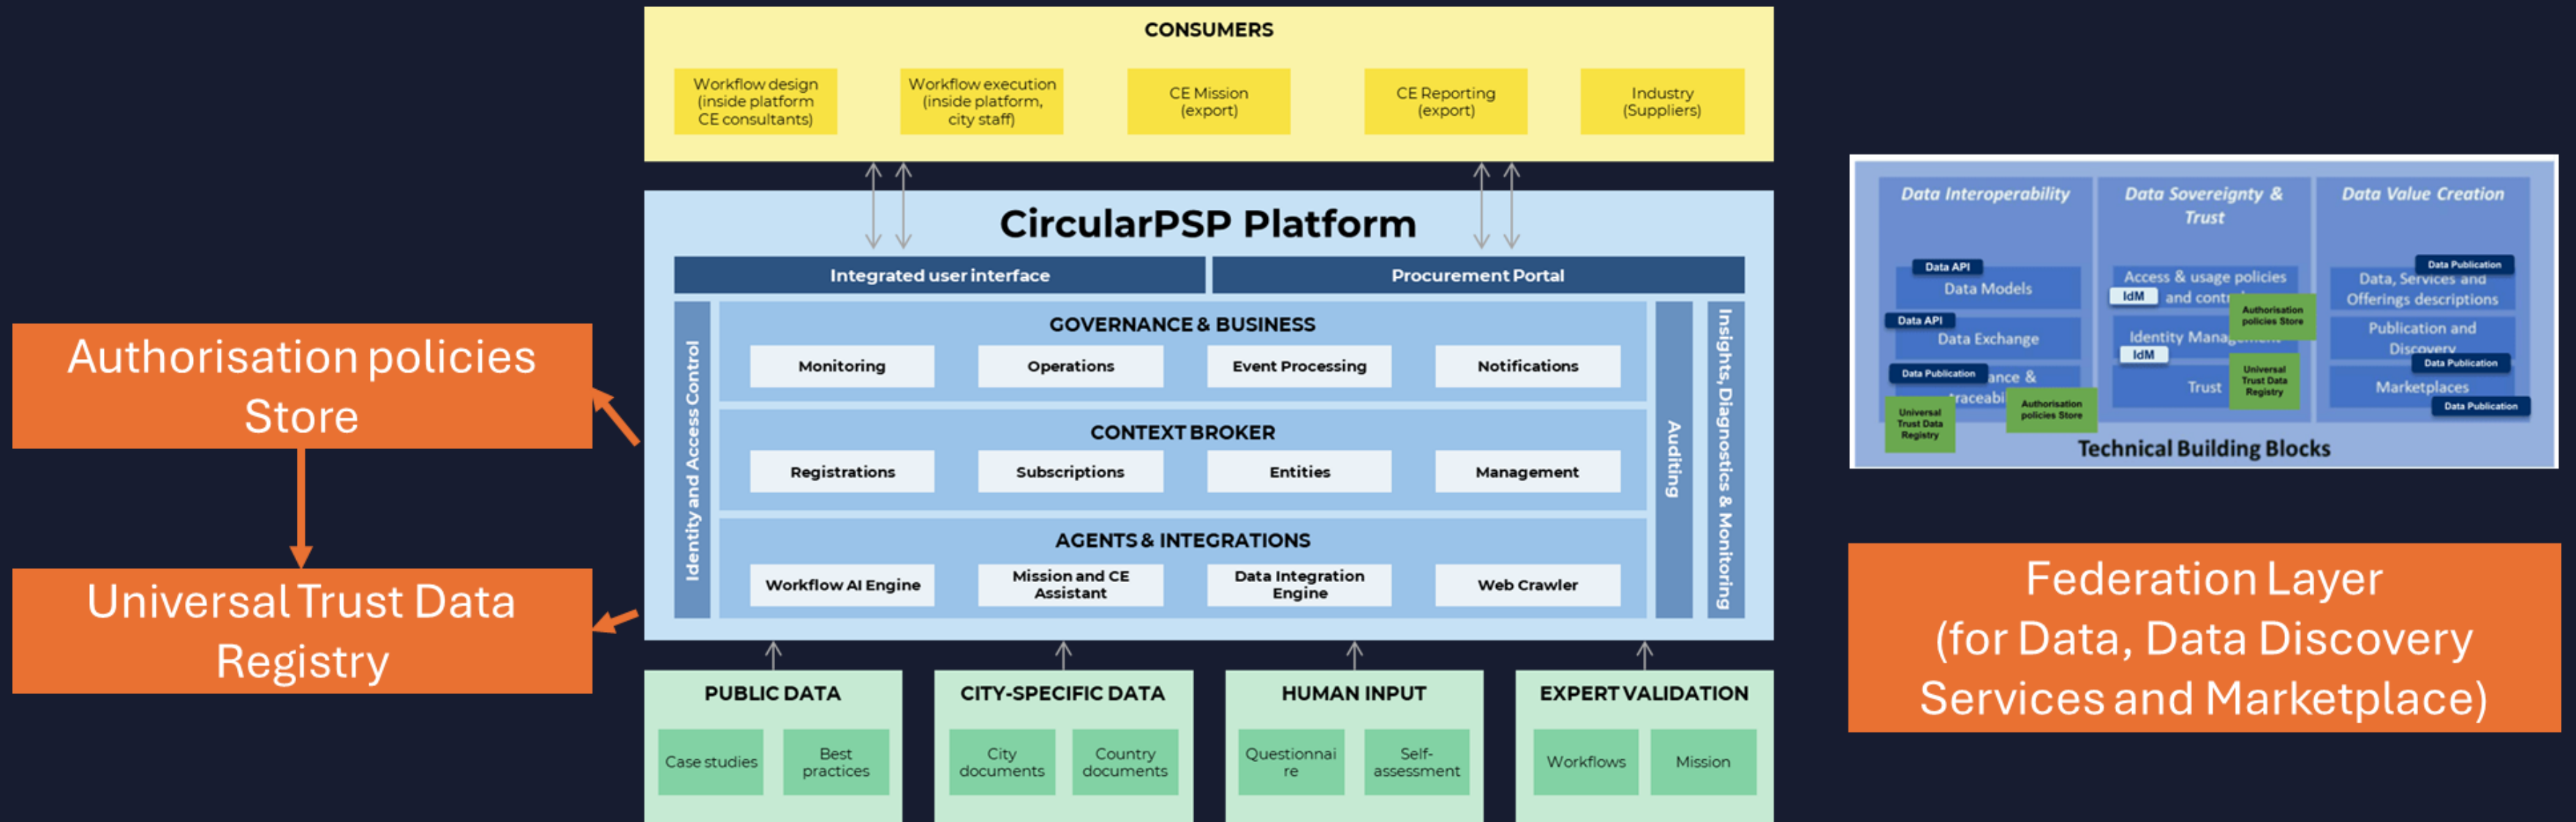 Authorisation policies
Store
Universal Trust Data
Registry
CONSUMERS
Workflow design
(inside platform
CE consultants)
Workflow execution
(inside platform,
city staff)
CE Mission
(export)
CE Reporting
(export)
Industry
(Suppliers)
CircularPSP Platform
Integrated user interface
Procurement Portal
Identity and Access Control
GOVERNANCE & BUSINESS
Monitoring
Operations
Event Processing
Notifications
CONTEXT BROKER
Registrations
Subscriptions
Entities
Management
AGENTS & INTEGRATIONS
Workflow AI Engine
Mission and CE
Assistant
Data Integration
Engine
Web Crawler
Auditing
Insights, Diagnostics & Monitoring
PUBLIC DATA
Case studies
Best
practices
CITY-SPECIFIC DATA
City
documents
Country
documents
HUMAN INPUT
Questionnai
re
Self-
assessment
EXPERT VALIDATION
Workflows
Mission
Data Interoperability
Data API
Data Models
Data API
Data Exchange
Data Publication
ance &
traceabi
Universal
Trust Data
Registry
Authorisation
policies Store
Data Sovereignty &
Trust
Access & usage policies
IdM
and cont
Authorisation
policies Store
Identity Manag
IdM
Trust
Universal
Trust Data
Registry
Data Value Creation
Data Publication
Data, Services and
Offerings descriptions
Publication and
Discovery
Data Publication
Marketplaces
Data Publication
Technical Building Blocks
Federation Layer
(for Data, Data Discovery
Services and Marketplace)